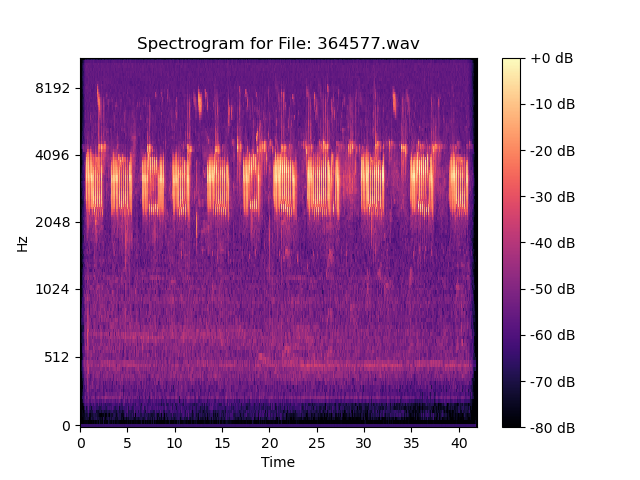 Spectrogram for File: 364577.wav
8192
4096
2048
1024
512
0
Hz
0 5 10 15 20 25 30 35 40
Time
+0 dB
-10 dB
-20 dB
-30 dB
-40 dB
-50 dB
-60 dB
-70 dB
-80 dB